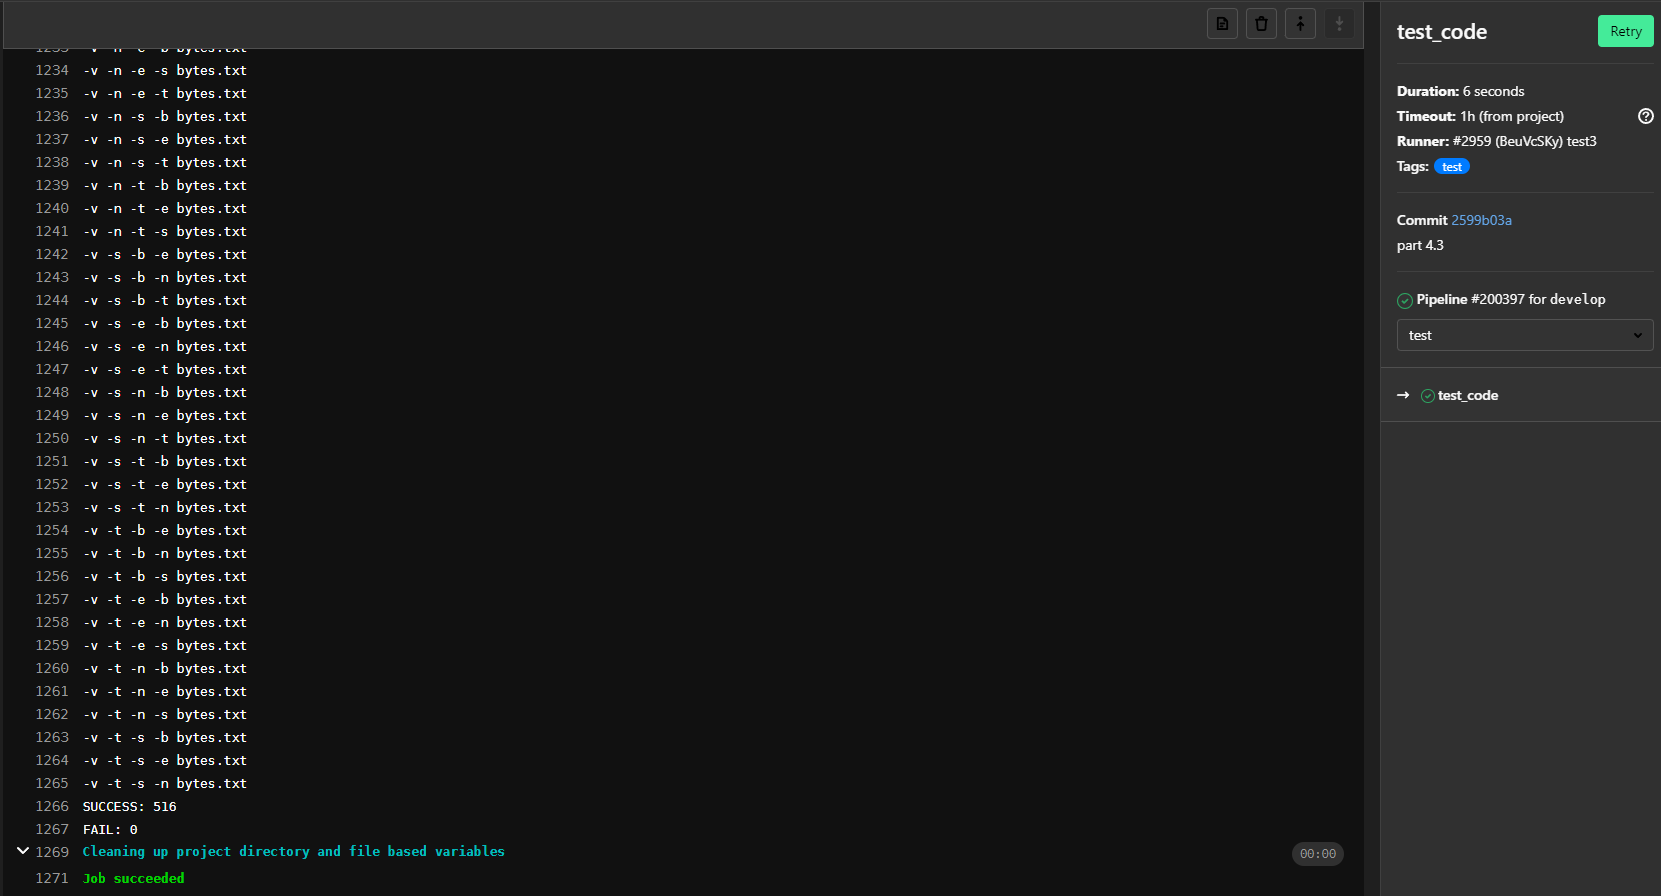 1233 -v -n -e -b bytes.txt
1234 -v -n -e -s bytes.txt
1235 -v -n -e -t bytes.txt
1236 -v -n -s -b bytes.txt
1237 -v -n -s -e bytes.txt
1238 -v -n -s -t bytes.txt
1239 -v -n -t -b bytes.txt
1240 -v -n -t -e bytes.txt
1241 -v -n -t -s bytes.txt
1242 -v -s -b -e bytes.txt
1243 -v -s -b -n bytes.txt
1244 -v -s -b -t bytes.txt
1245 -v -s -e -b bytes.txt
1246 -v -s -e -n bytes.txt
1247 -v -s -e -t bytes.txt
1248 -v -s -n -b bytes.txt
1249 -v -s -n -e bytes.txt
1250 -v -s -n -t bytes.txt
1251 -v -s -t -b bytes.txt
1252 -v -s -t -e bytes.txt
1253 -v -s -t -n bytes.txt
1254 -v -t -b -e bytes.txt
1255 -v -t -b -n bytes.txt
1256 -v -t -b -s bytes.txt
1257 -v -t -e -b bytes.txt
1258 -v -t -e -n bytes.txt
1259 -v -t -e -s bytes.txt
1260 -v -t -n -b bytes.txt
1261 -v -t -n -e bytes.txt
1262 -v -t -n -s bytes.txt
1263 -v -t -s -b bytes.txt
1264 -v -t -s -e bytes.txt
1265 -v -t -s -n bytes.txt
1266 SUCCESS: 516
1267 FAIL: 0
1269 Cleaning up project directory and file based variables 00:00
1271 Job succeeded
test_code Retry
Duration: 6 seconds
Timeout: 1h (from project)
Runner: #2959 (BeuVcSKy) test3
Tags: test
Commit 2599b03a
part 4.3
Pipeline #200397 for develop
test
→ test_code